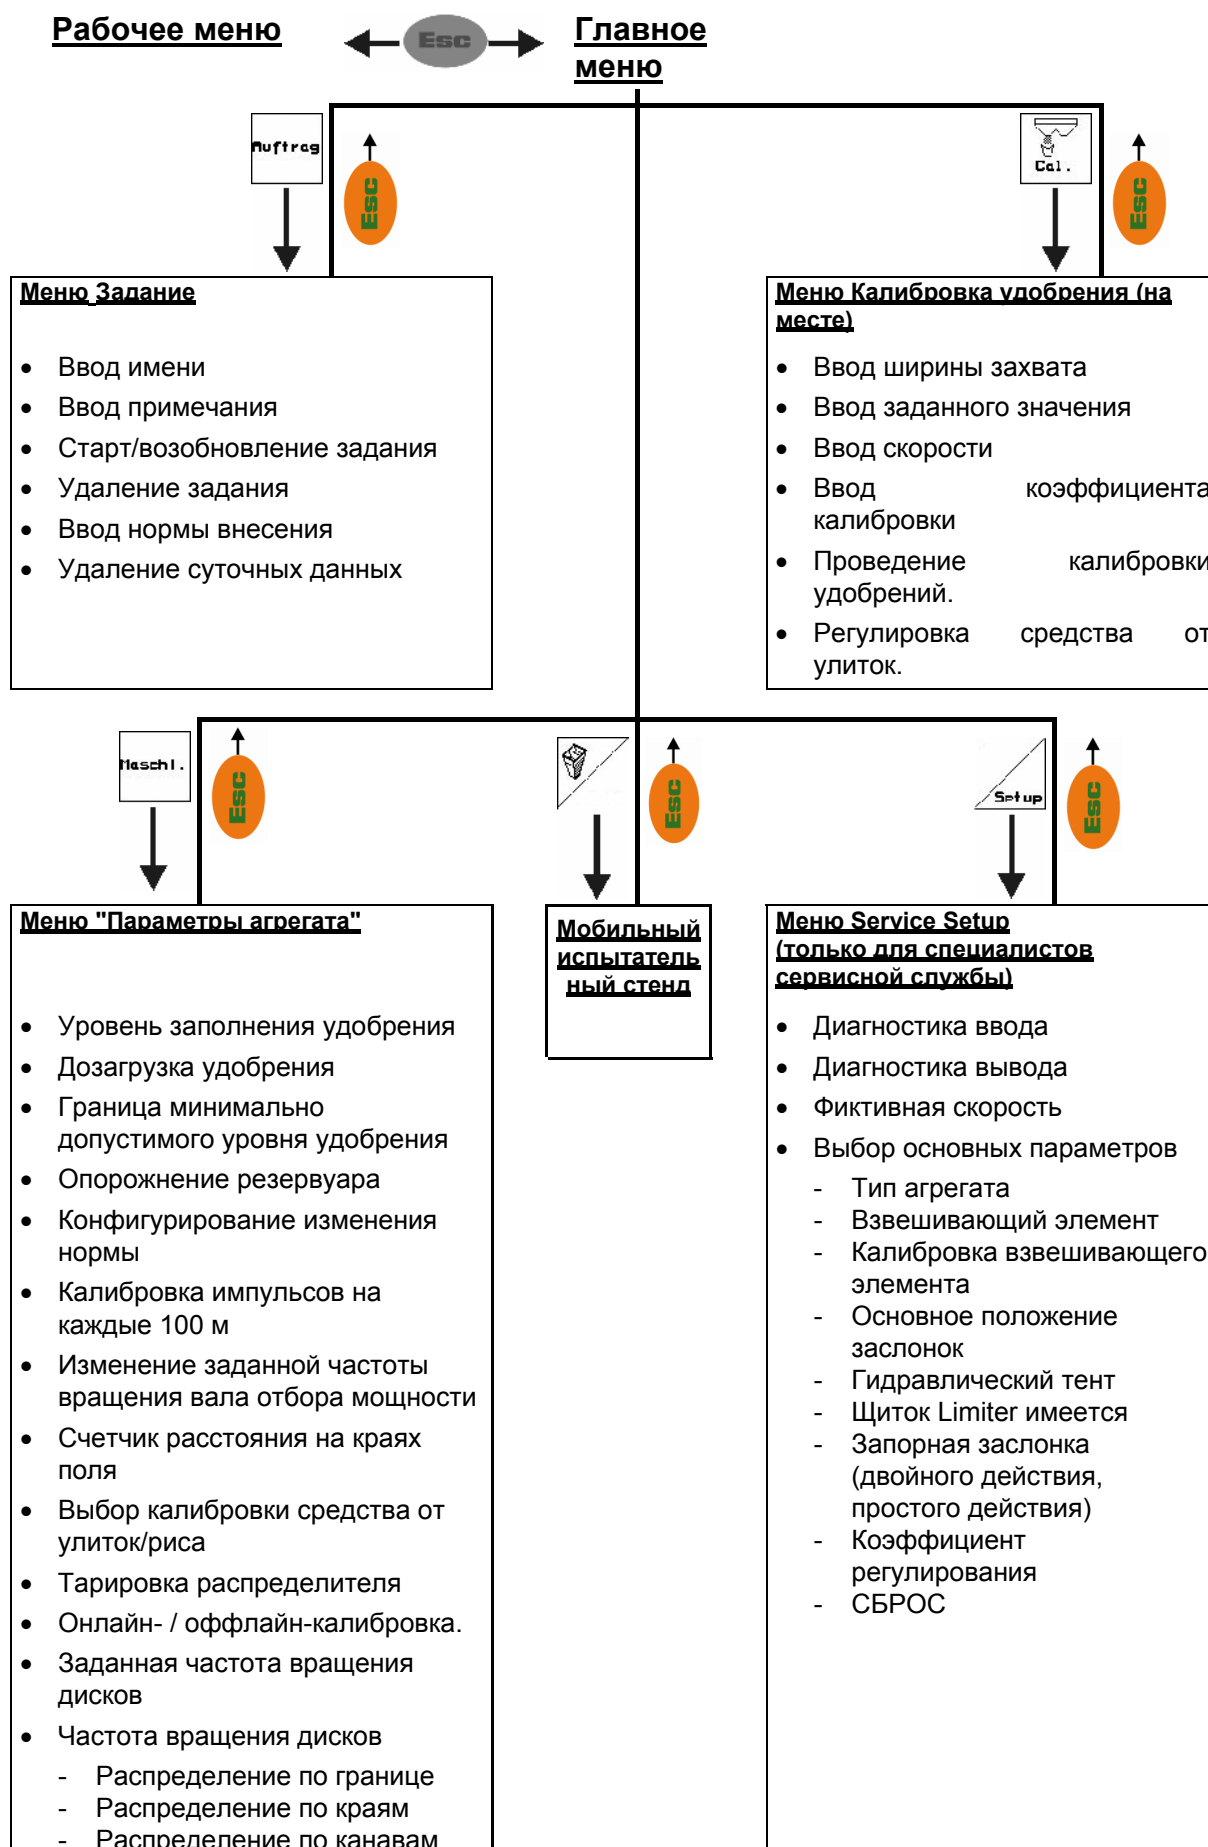 Рабочее меню
Esc
Главное
меню
Auftrag
Esc
Cal.
Esc
Меню Задание
• Ввод имени
• Ввод примечания
• Старт/возобновление задания
• Удаление задания
• Ввод нормы внесения
• Удаление суточных данных
Меню Калибровка удобрения (на
месте)
• Ввод ширины захвата
• Ввод заданного значения
• Ввод скорости
• Ввод коэффициента
калибровки
• Проведение калибровки
удобрений.
• Регулировка средства от
улиток.
Maschi.
Esc
Esc
Setup
Esc
Меню "Параметры агрегата"
• Уровень заполнения удобрения
• Дозагрузка удобрения
• Граница минимально
допустимого уровня удобрения
• Опорожнение резервуара
• Конфигурирование изменения
нормы
• Калибровка импульсов на
каждые 100 м
• Изменение заданной частоты
вращения вала отбора мощности
• Счетчик расстояния на краях
поля
• Выбор калибровки средства от
улиток/риса
• Тарировка распределителя
• Онлайн- / оффлайн-калибровка.
• Заданная частота вращения
дисков
• Частота вращения дисков
- Распределение по границе
- Распределение по краям
- Распределение по канавам
Мобильный
испытатель
ный стенд
Меню Service Setup
(только для специалистов
сервисной службы)
• Диагностика ввода
• Диагностика вывода
• Фиктивная скорость
• Выбор основных параметров
- Тип агрегата
- Взвешивающий элемент
- Калибровка взвешивающего
элемента
- Основное положение
заслонок
- Гидравлический тент
- Щиток Limiter имеется
- Запорная заслонка
(двойного действия,
простого действия)
- Коэффициент
регулирования
- СБРОС